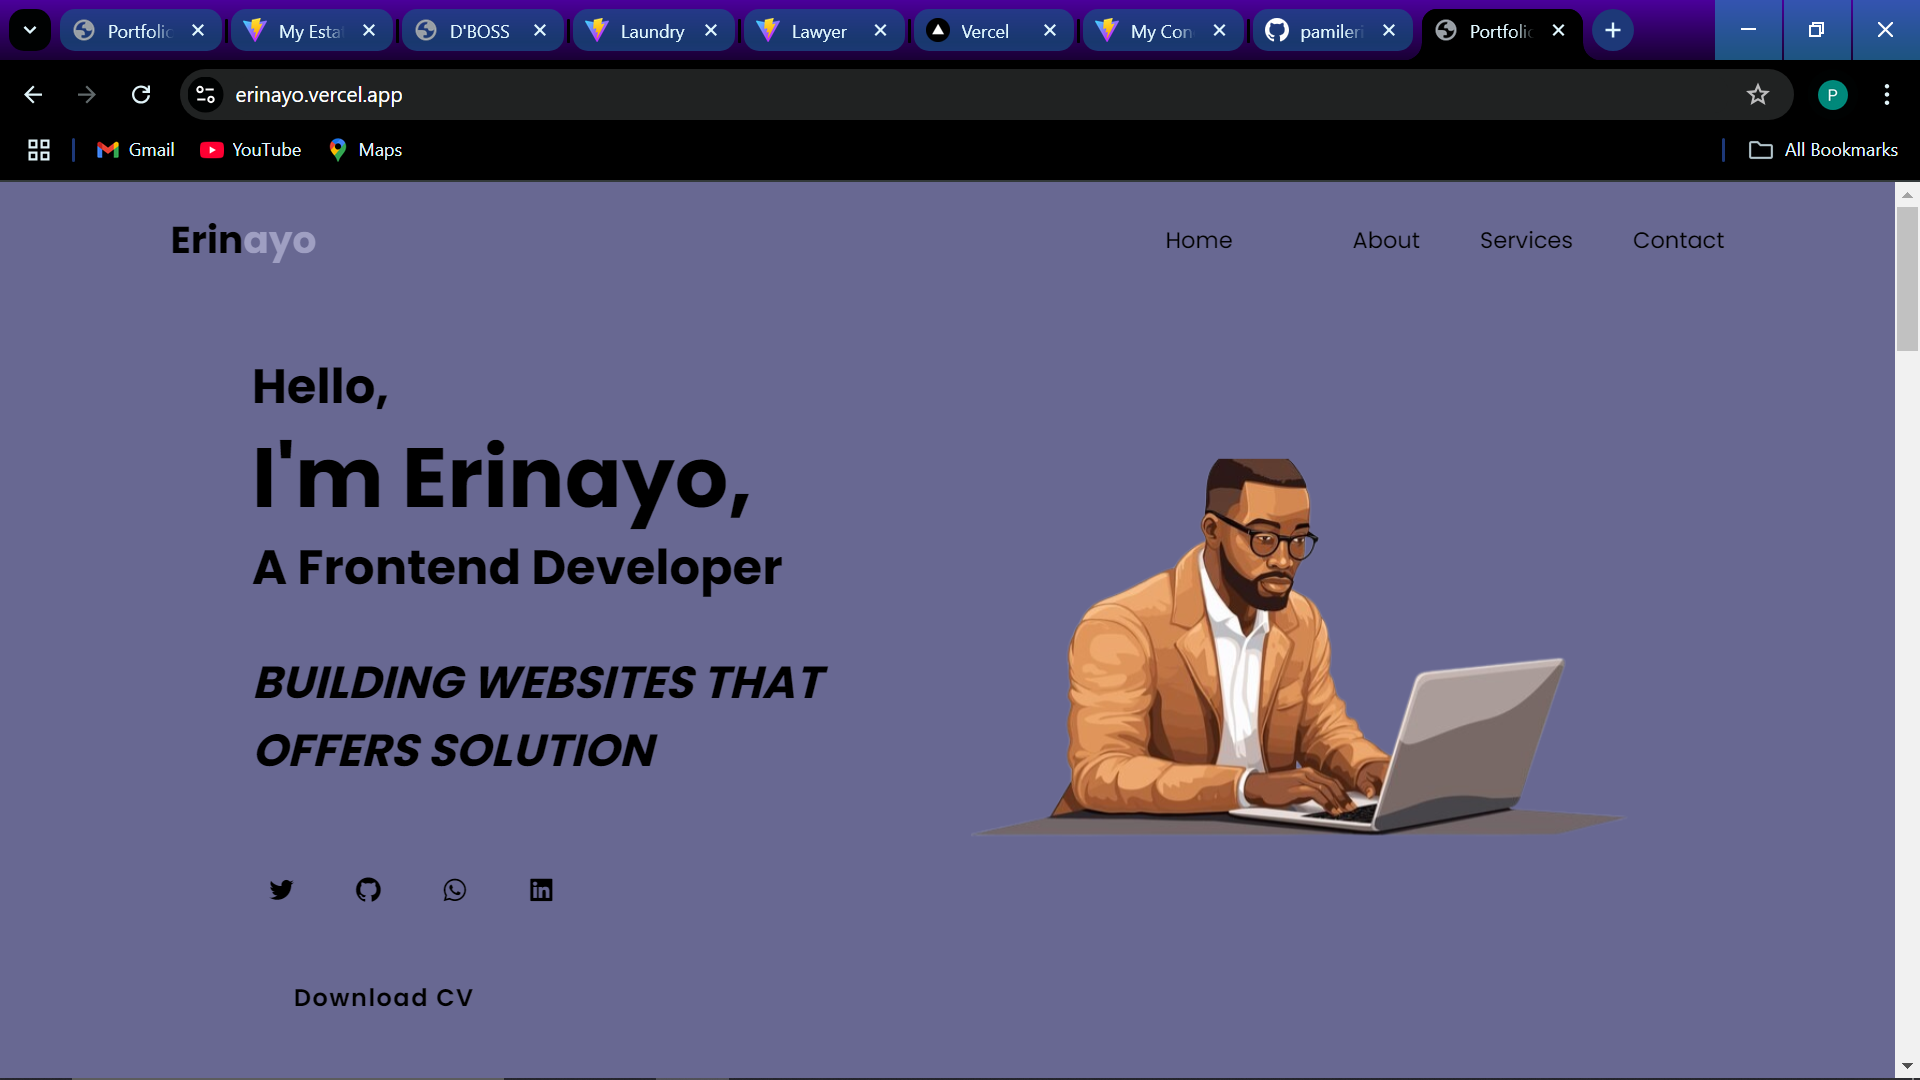 Portfolic
My Esta
D'BOSS
Laundry
Lawyer
Vercel
My Con
pamileri
Portfolic
erinayo.vercel.app
P
Gmail
YouTube
Maps
All Bookmarks
Erinayo
Home
About
Services
Contact
Hello,
I'm Erinayo,
A Frontend Developer
BUILDING WEBSITES THAT
OFFERS SOLUTION
in
Download CV